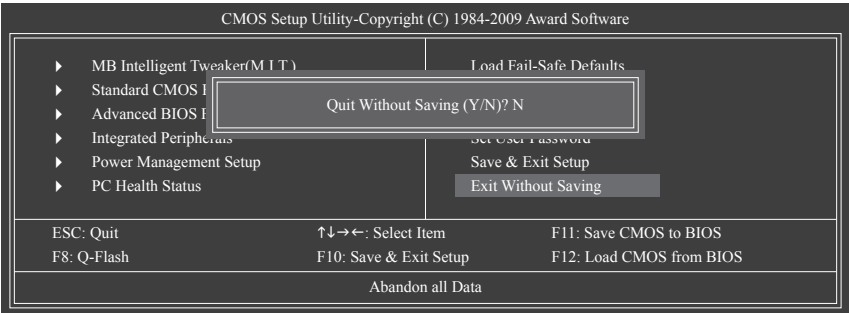 CMOS Setup Utility-Copyright (C) 1984-2009 Award Software
MB Intelligent Tweaker(M.I.T.)
Standard CMOS
Advanced BIOS
Integrated Peripherals
Power Management Setup
PC Health Status
Load Fail-Safe Defaults
Set User Password
Save & Exit Setup
Exit Without Saving
Quit Without Saving (Y/N)? N
ESC: Quit
↑↓→←: Select Item
F11: Save CMOS to BIOS
F8: Q-Flash
F10: Save & Exit Setup
F12: Load CMOS from BIOS
Abandon all Data